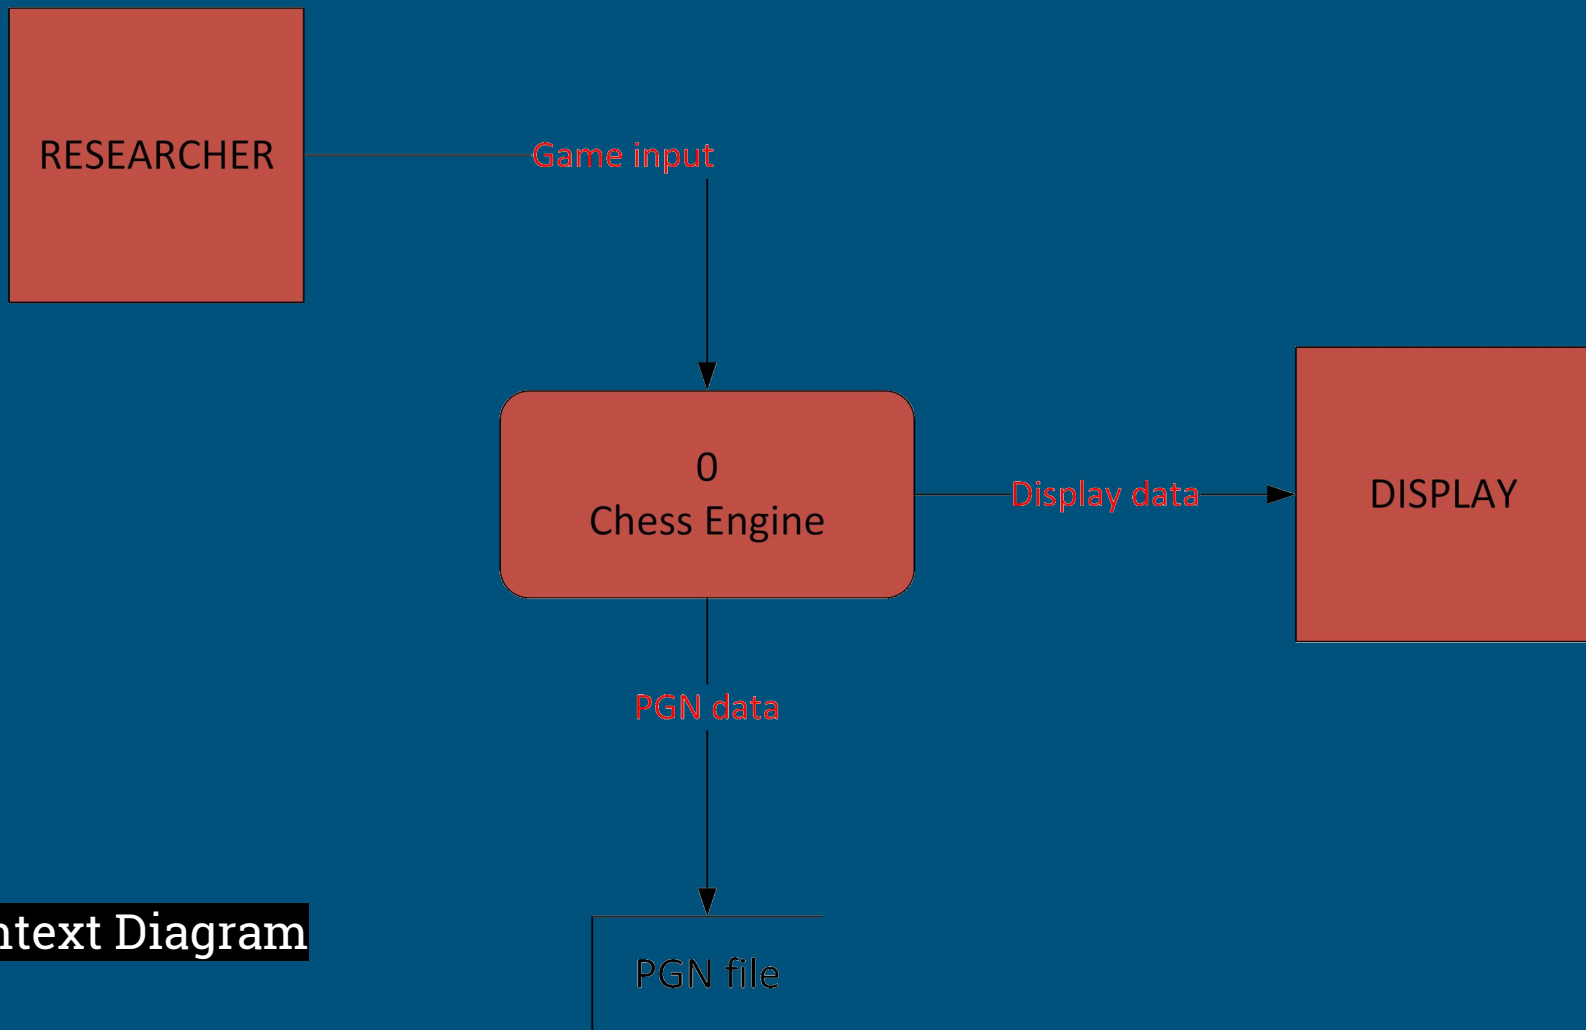 RESEARCHER
Game input
0
Chess Engine
Display data
DISPLAY
PGN data
ntext Diagram
PGN file